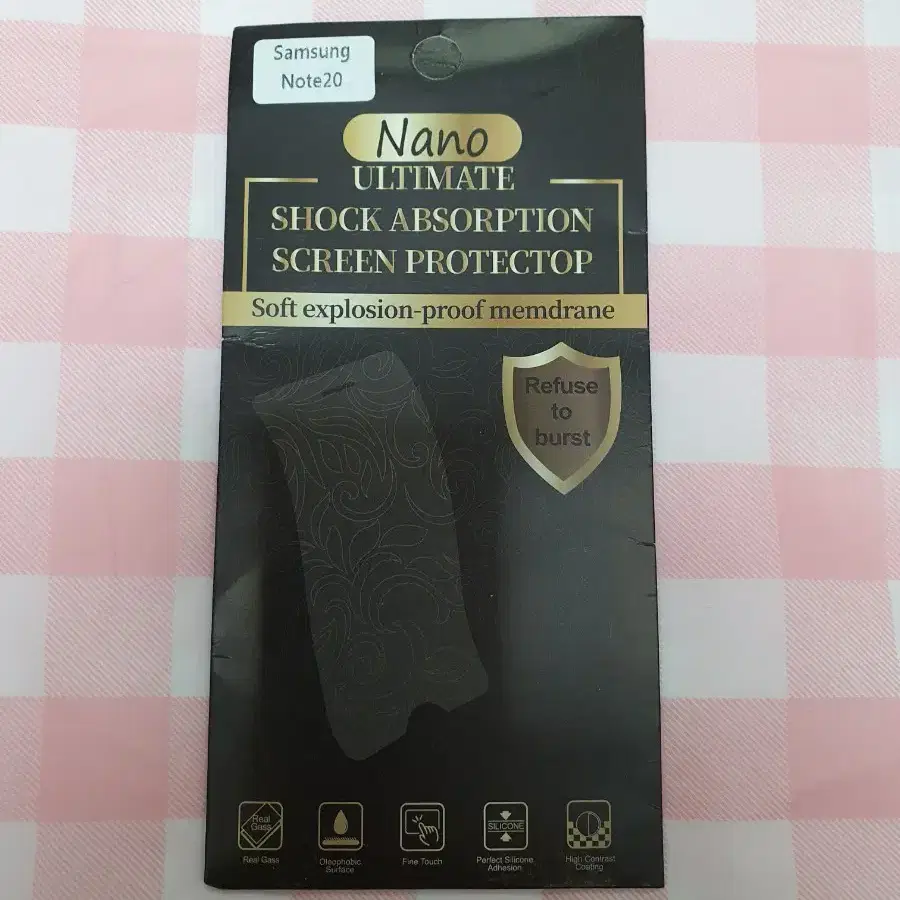 Samsung
Note20
Nano
ULTIMATE
SHOCK ABSORPTION
SCREEN PROTECTOP
Soft explosion-proof memdrane
Refuse
to
burst
Real
Gass
SILICONE
Real Gass
Oleophobic
Surface
Fine Touch
Perfect Silicone
Adhesion
High Contrast
Coating